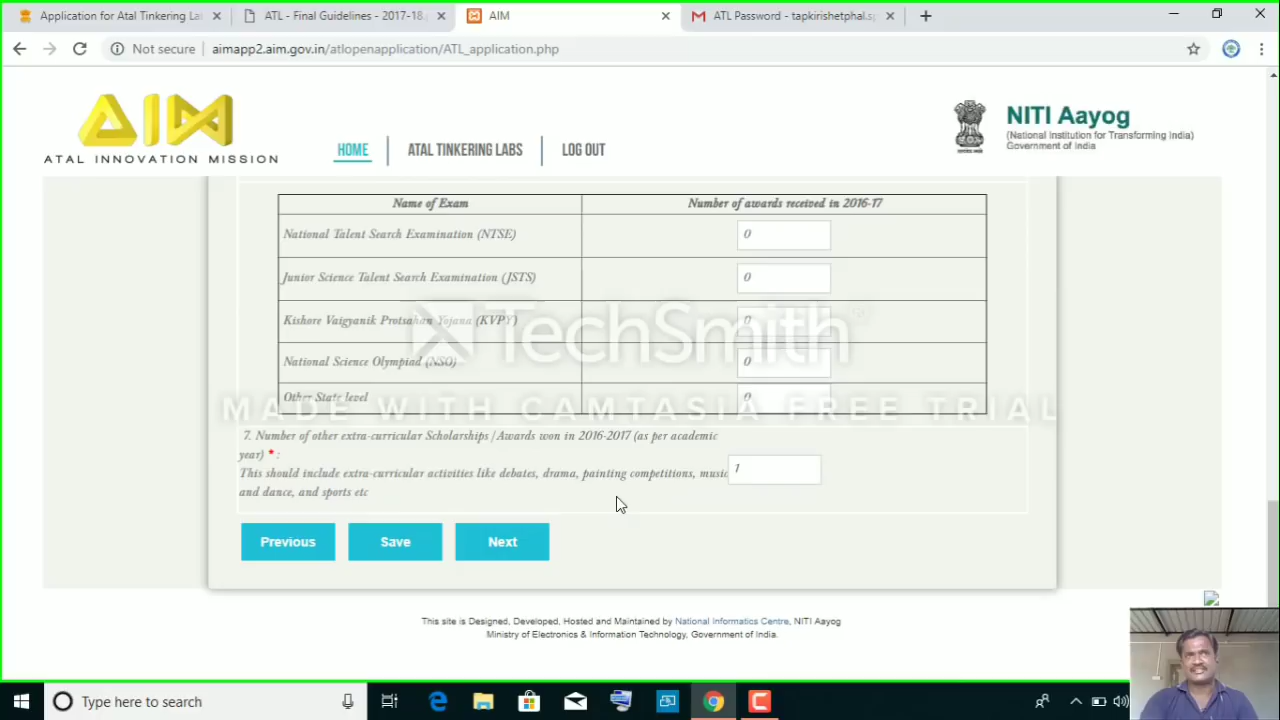 Application for Atal Tinkering La
ATL - Final Guidelines - 2017-18.p
AIM
ATL Password - tapkirishetphal.s
Not secure
aimapp2.aim.gov.in/atlopenapplication/ATL_application.php
AIM
ATAL INNOVATION MISSION
HOME
ATAL TINKERING LABS
LOG OUT
NITI Aayog
(National Institution for Transforming India)
Government of India
Name of Exam
Number of awards received in 2016-17
National Talent Search Examination (NTSE)
0
Junior Science Talent Search Examination (JSTS)
0
Kishore Vaigyanik Protsahan Yojana (KVPY)
0
TechSmith
National Science Olympiad (NSO)
0
Other State level
0
MADE WITH CAMTASIA FREE TRIAL
7. Number of other extra-curricular Scholarships/Awards won in 2016-2017 (as per academic
year) * :
This should include extra-curricular activities like debates, drama, painting competitions, music
1
and dance, and sports etc
Previous
Save
Next
This site is Designed, Developed, Hosted and Maintained by National Informatics Centre, NITI Aayog
Ministry of Electronics & Information Technology, Government of India.
Type here to search